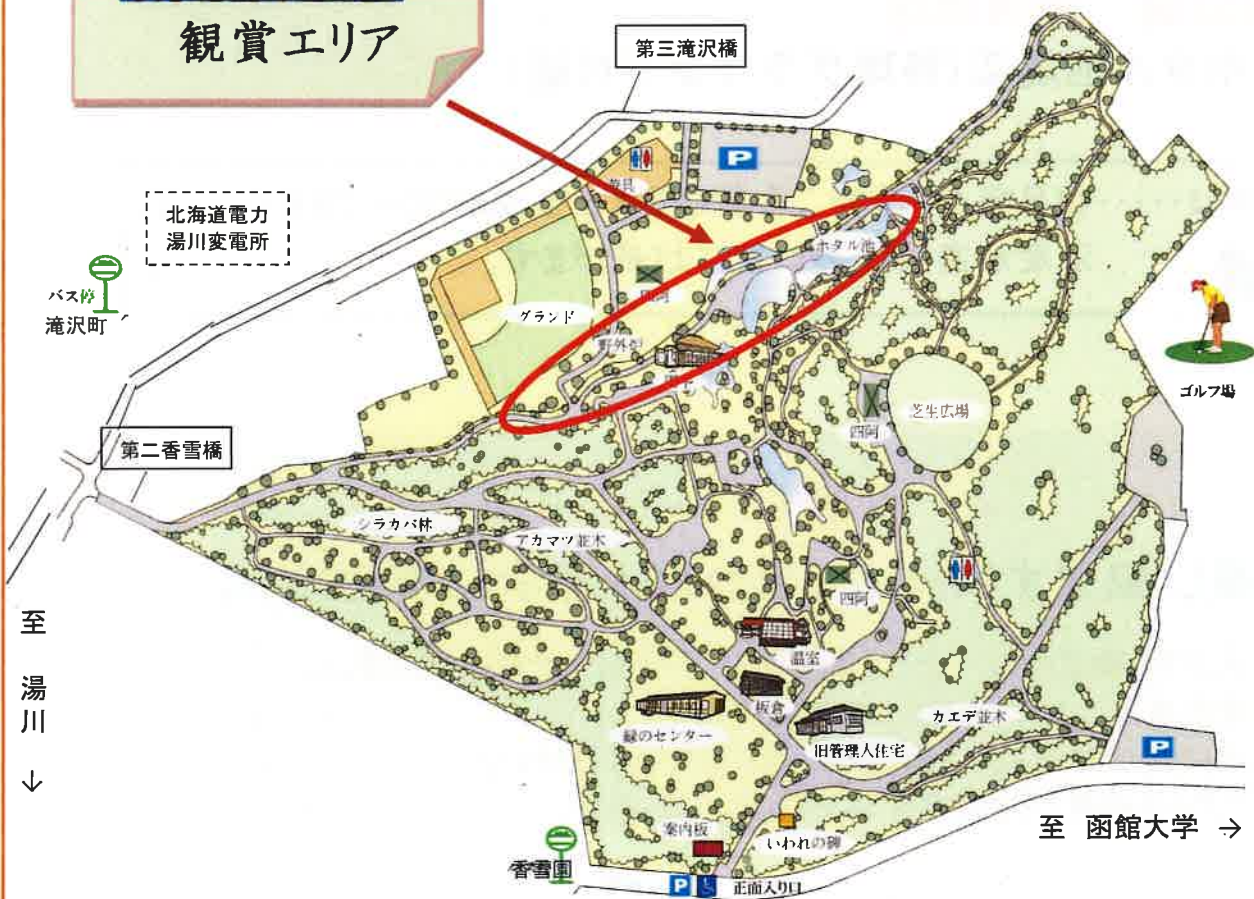 観賞エリア
第三滝沢橋
P
北海道電力
湯川変電所
バス停
滝沢町
ホタル池
グランド
ゴルフ場
芝生広場
四阿
第二香雪橋
シラカバ林
アカマツ並木
四阿
温室
板倉
緑のセンター
カエデ並木
旧管理人住宅
P
至 湯川 ↓
至 函館大学 →
案内板
いわれの碑
香雪園
P
正面入り口